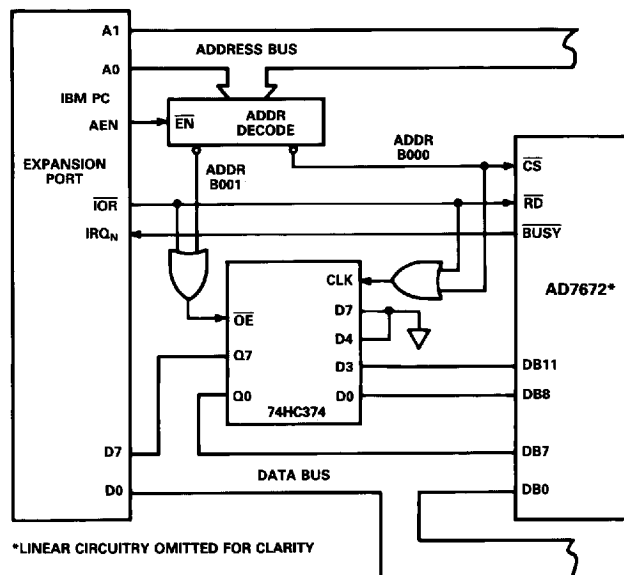 A1
ADDRESS BUS
A0
IBM PC
AEN
EN
ADDR
DECODE
ADDR
B001
ADDR
B000
EXPANSION
PORT
CS
IOR
RD
IRQN
BUSY
AD7672*
CLK
OE
D7
D4
Q7
D3
DB11
Q0
D0
DB8
74HC374
D7
DB7
DATA BUS
D0
DB0
*LINEAR CIRCUITRY OMITTED FOR CLARITY